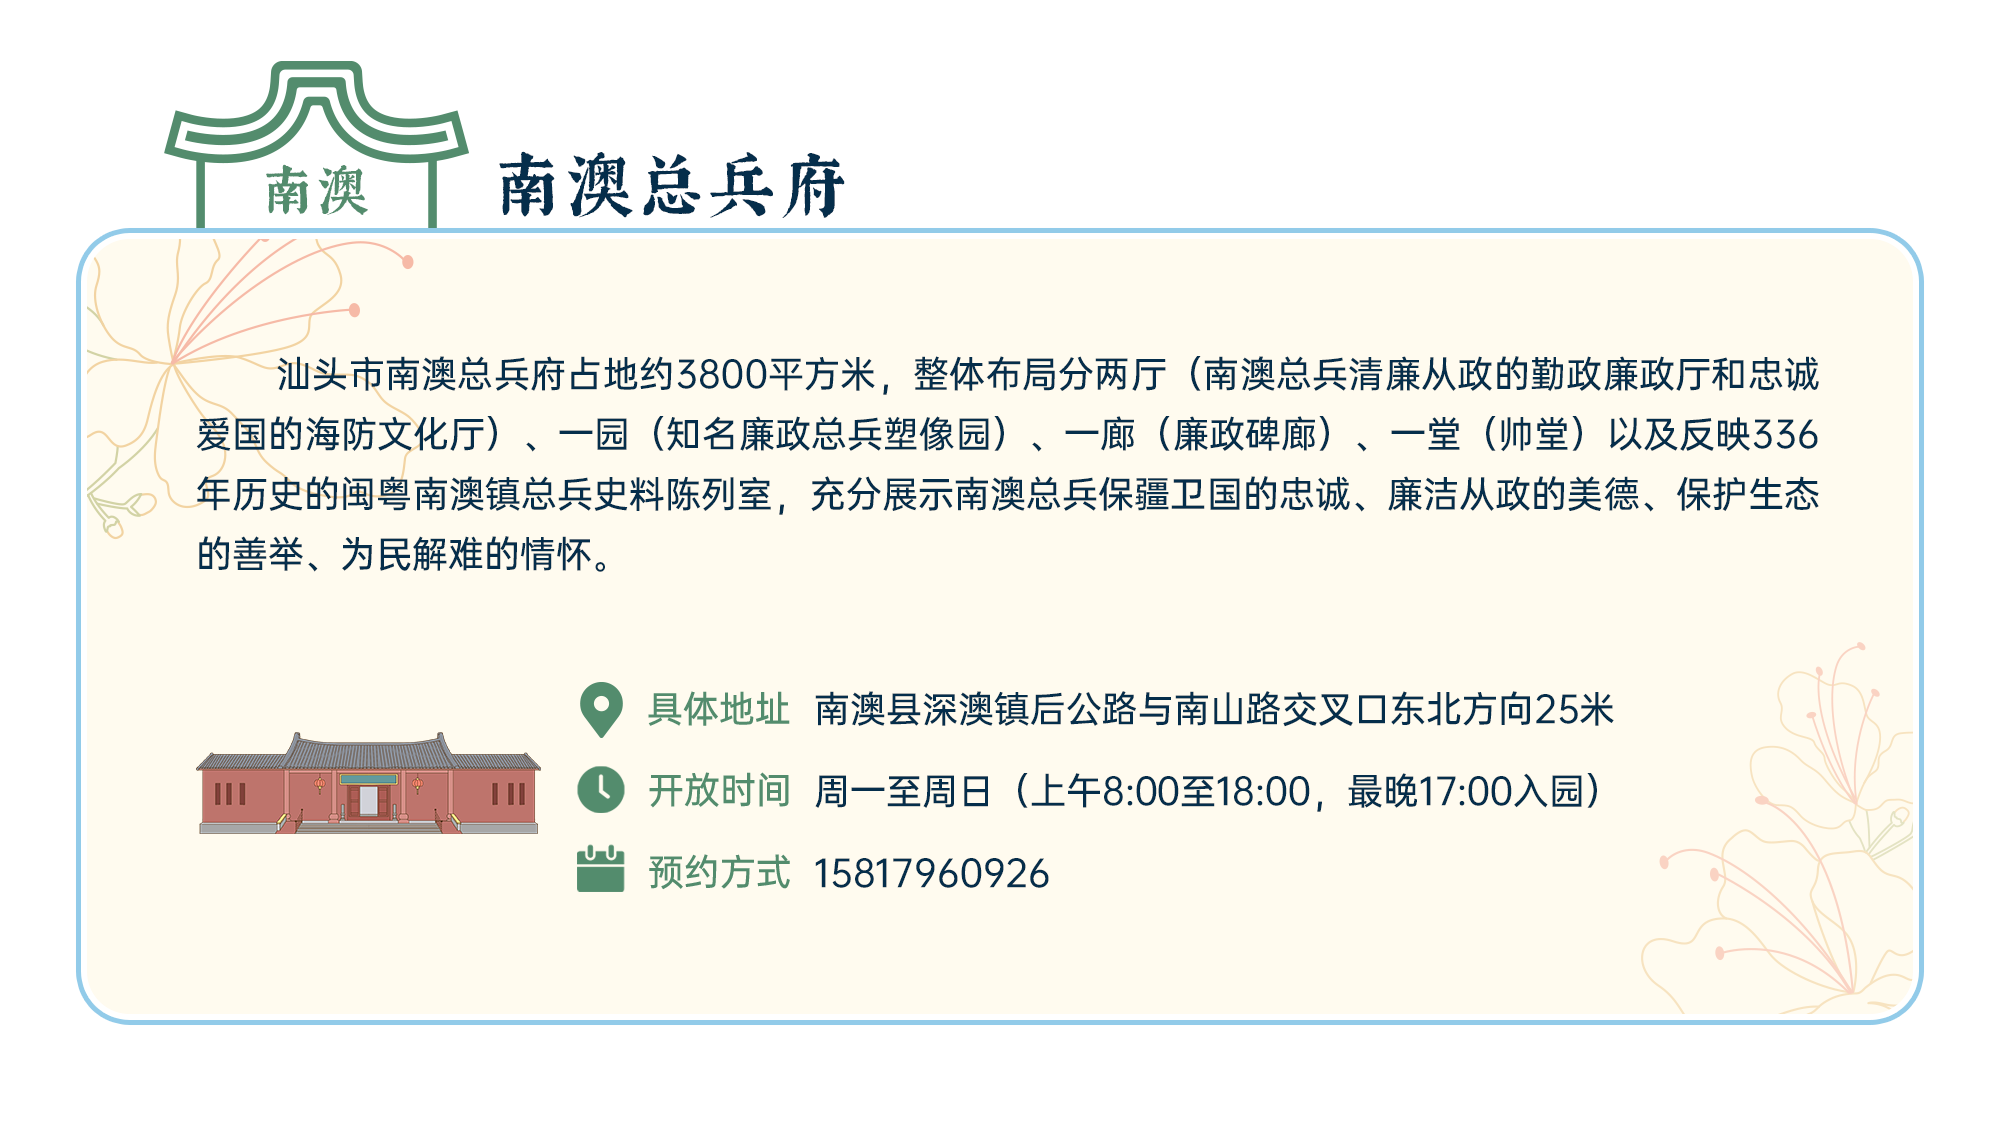 南澳
南澳总兵府
汕头市南澳总兵府占地约3800平方米，整体布局分两厅（南澳总兵清廉从政的勤政廉政厅和忠诚
爱国的海防文化厅）、一园（知名廉政总兵塑像园）、一廊（廉政碑廊）、一堂（帅堂）以及反映336
年历史的闽粤南澳镇总兵史料陈列室，充分展示南澳总兵保疆卫国的忠诚、廉洁从政的美德、保护生态
的善举、为民解难的情怀。
具体地址 南澳县深澳镇后公路与南山路交叉口东北方向25米
开放时间 周一至周日（上午8:00至18:00，最晚17:00入园）
预约方式 15817960926